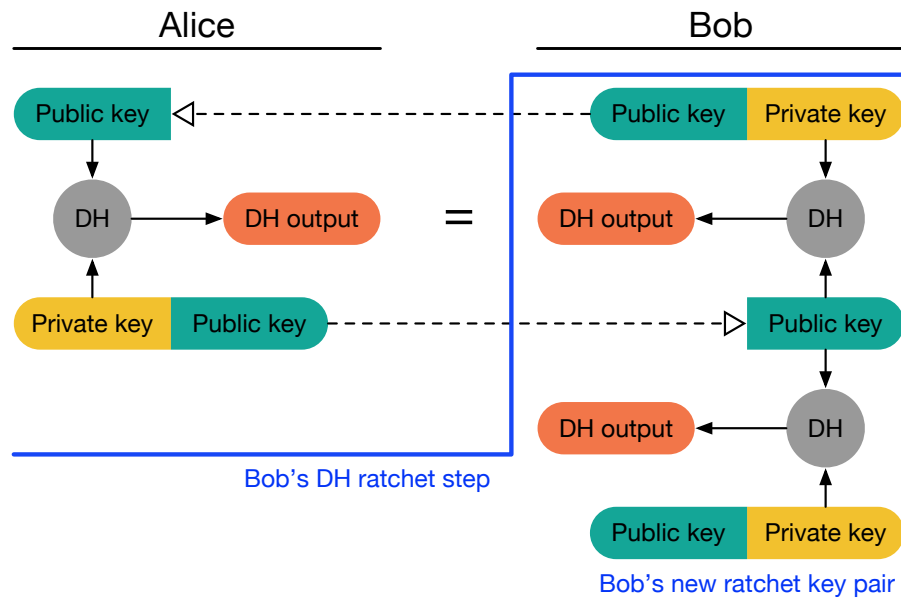 Alice
Bob
Public key
Public key
Private key
DH
DH output
=
DH output
DH
Private key
Public key
Public key
DH output
DH
Bob’s DH ratchet step
Public key
Private key
Bob’s new ratchet key pair